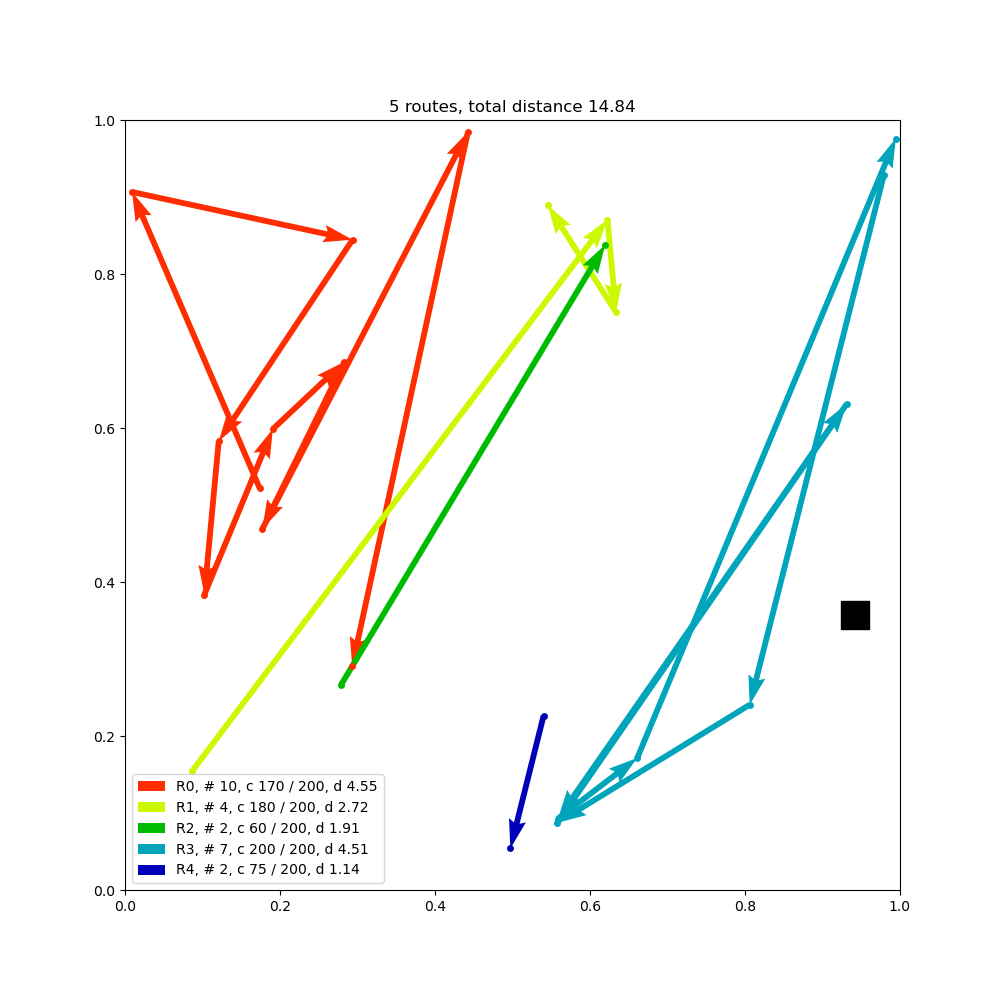 5 routes, total distance 14.84
1.0
0.8
0.6
0.4
0.2
0.0
R0, # 10, c 170 / 200, d 4.55
R1, # 4, c 180 / 200, d 2.72
R2, # 2, c 60 / 200, d 1.91
R3, # 7, c 200 / 200, d 4.51
R4, # 2, c 75 / 200, d 1.14
0.0 0.2 0.4 0.6 0.8 1.0